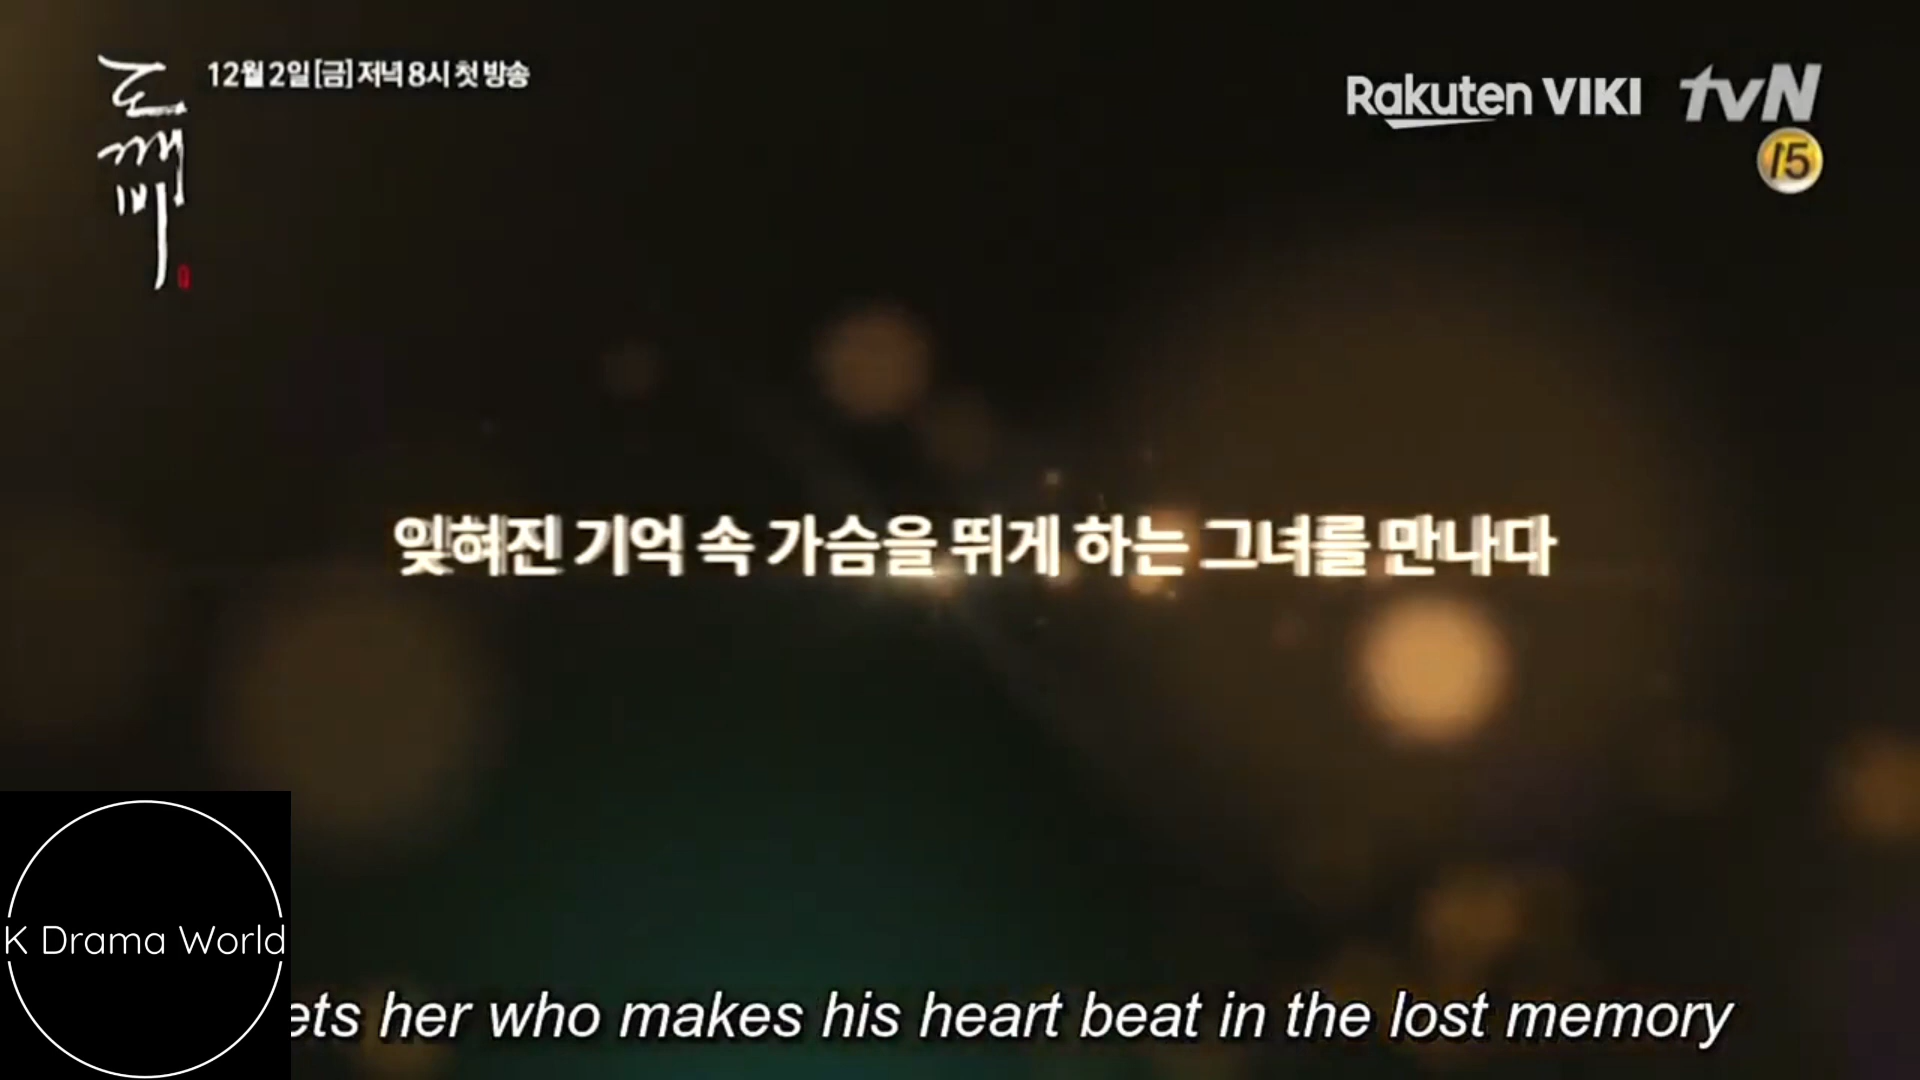 도깨비
12월 2일[금] 저녁 8시 첫 방송
Rakuten VIKI
tvN
15
잊혀진 기억 속 가슴을 뛰게 하는 그녀를 만나다
K Drama World
her who makes his heart beat in the lost memory